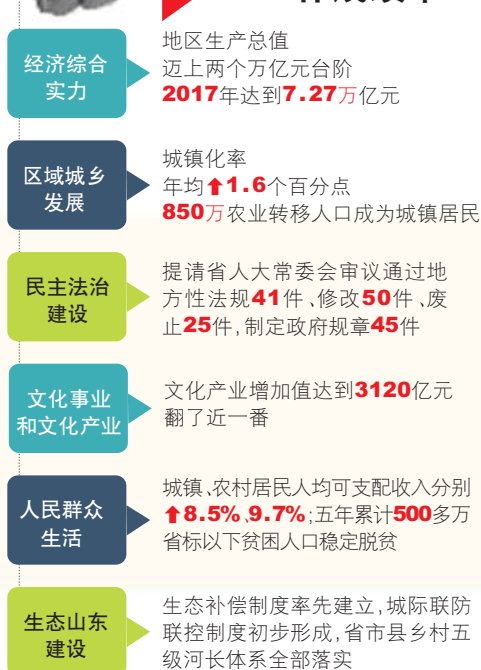 经济综合
实力
地区生产总值
迈上两个万亿元台阶
2017年达到7.27万亿元
区域城乡
发展
城镇化率
年均⬆1.6个百分点
850万农业转移人口成为城镇居民
民主法治
建设
提请省人大常委会审议通过地
方性法规41件、修改50件、废
止25件,制定政府规章45件
文化事业
和文化产业
文化产业增加值达到3120亿元
翻了近一番
人民群众
生活
城镇、农村居民人均可支配收入分别
⬆8.5%、9.7%;五年累计500多万
省标以下贫困人口稳定脱贫
生态山东
建设
生态补偿制度率先建立,城际联防
联控制度初步形成,省市县乡村五
级河长体系全部落实